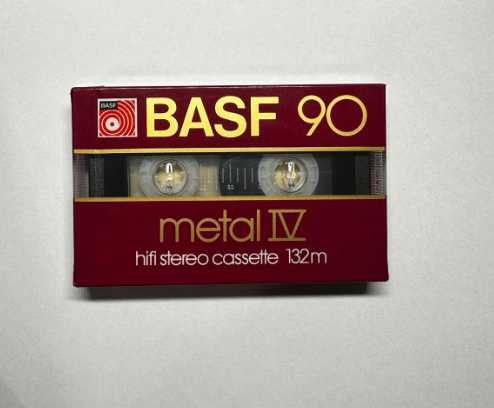 BASF
BASF 90
metal IV
hifi stereo cassette 132m